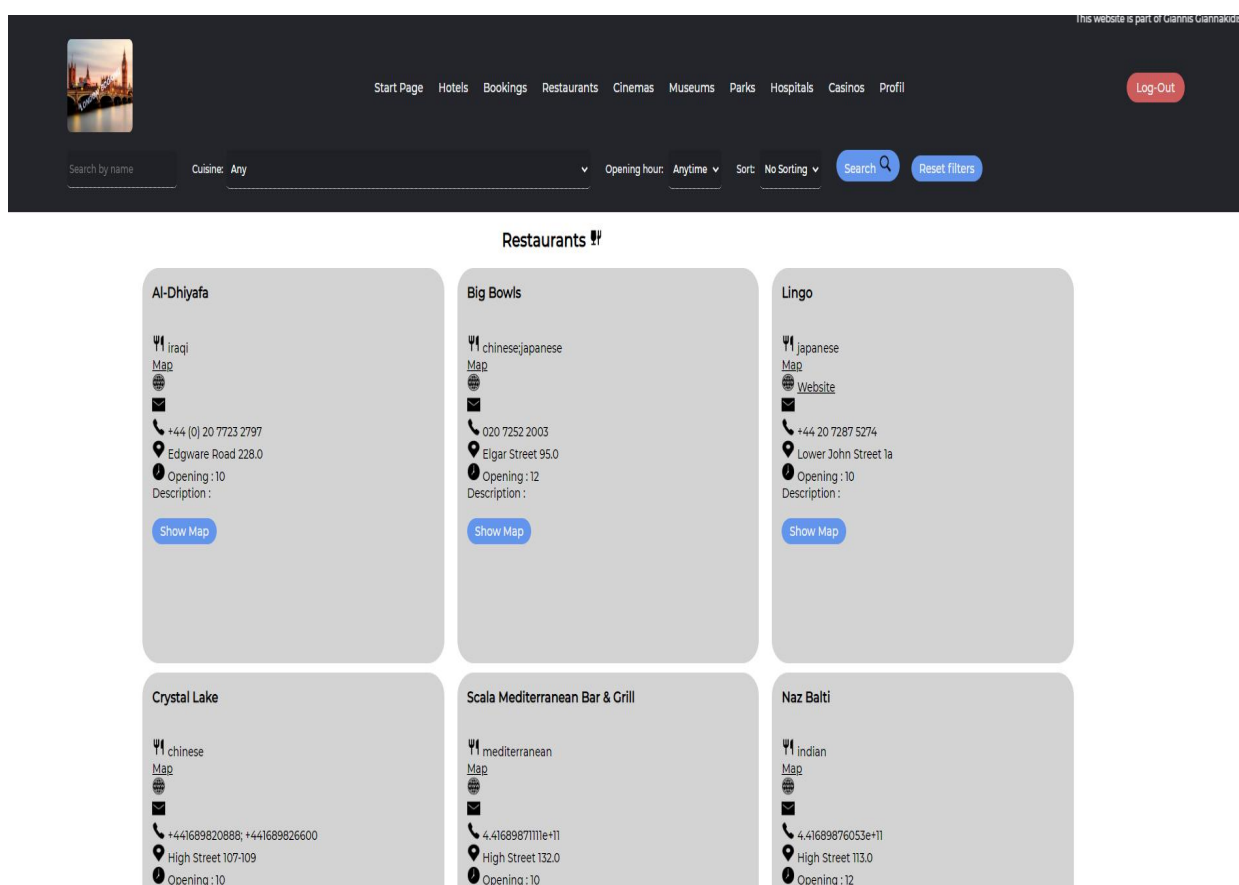 This website is part of Giannis Giannakidis
Start Page Hotels Bookings Restaurants Cinemas Museums Parks Hospitals Casinos Profil
Log-Out
Search by name Cuisine: Any Opening hour: Anytime Sort: No Sorting Search Reset filters
Restaurants
Al-Dhiyafa
iraqi
Map
+44 (0) 20 7723 2797
Edgware Road 228.0
Opening : 10
Description :
Show Map
Big Bowls
chinese;japanese
Map
020 7252 2003
Elgar Street 95.0
Opening : 12
Description :
Show Map
Lingo
japanese
Map
Website
+44 20 7287 5274
Lower John Street 1a
Opening : 10
Description :
Show Map
Crystal Lake
chinese
Map
+441689820888; +441689826600
High Street 107-109
Opening : 10
Scala Mediterranean Bar & Grill
mediterranean
Map
4.41689871111e+11
High Street 132.0
Opening : 10
Naz Balti
indian
Map
4.41689876053e+11
High Street 113.0
Opening : 12